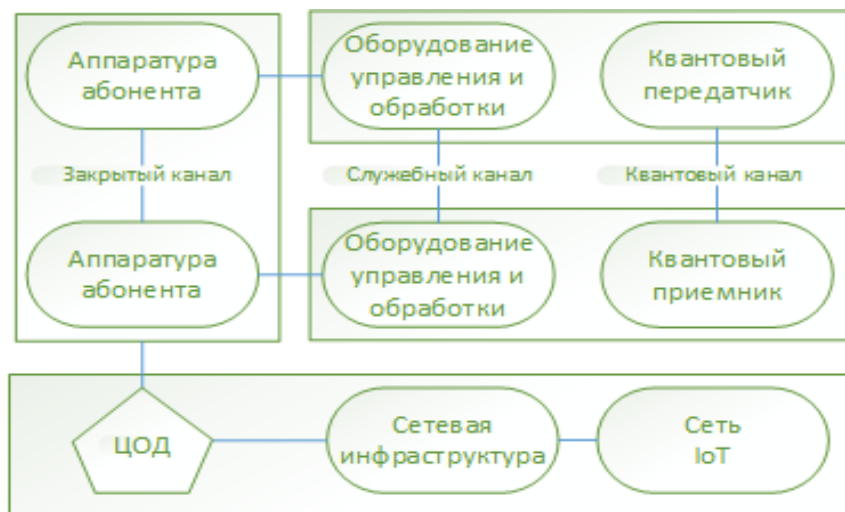 Аппаратура
абонента
Оборудование
управления и
обработки
Квантовый
передатчик
Закрытый канал
Служебный канал
Квантовый канал
Аппаратура
абонента
Оборудование
управления и
обработки
Квантовый
приемник
ЦОД
Сетевая
инфраструктура
Сеть
IoT